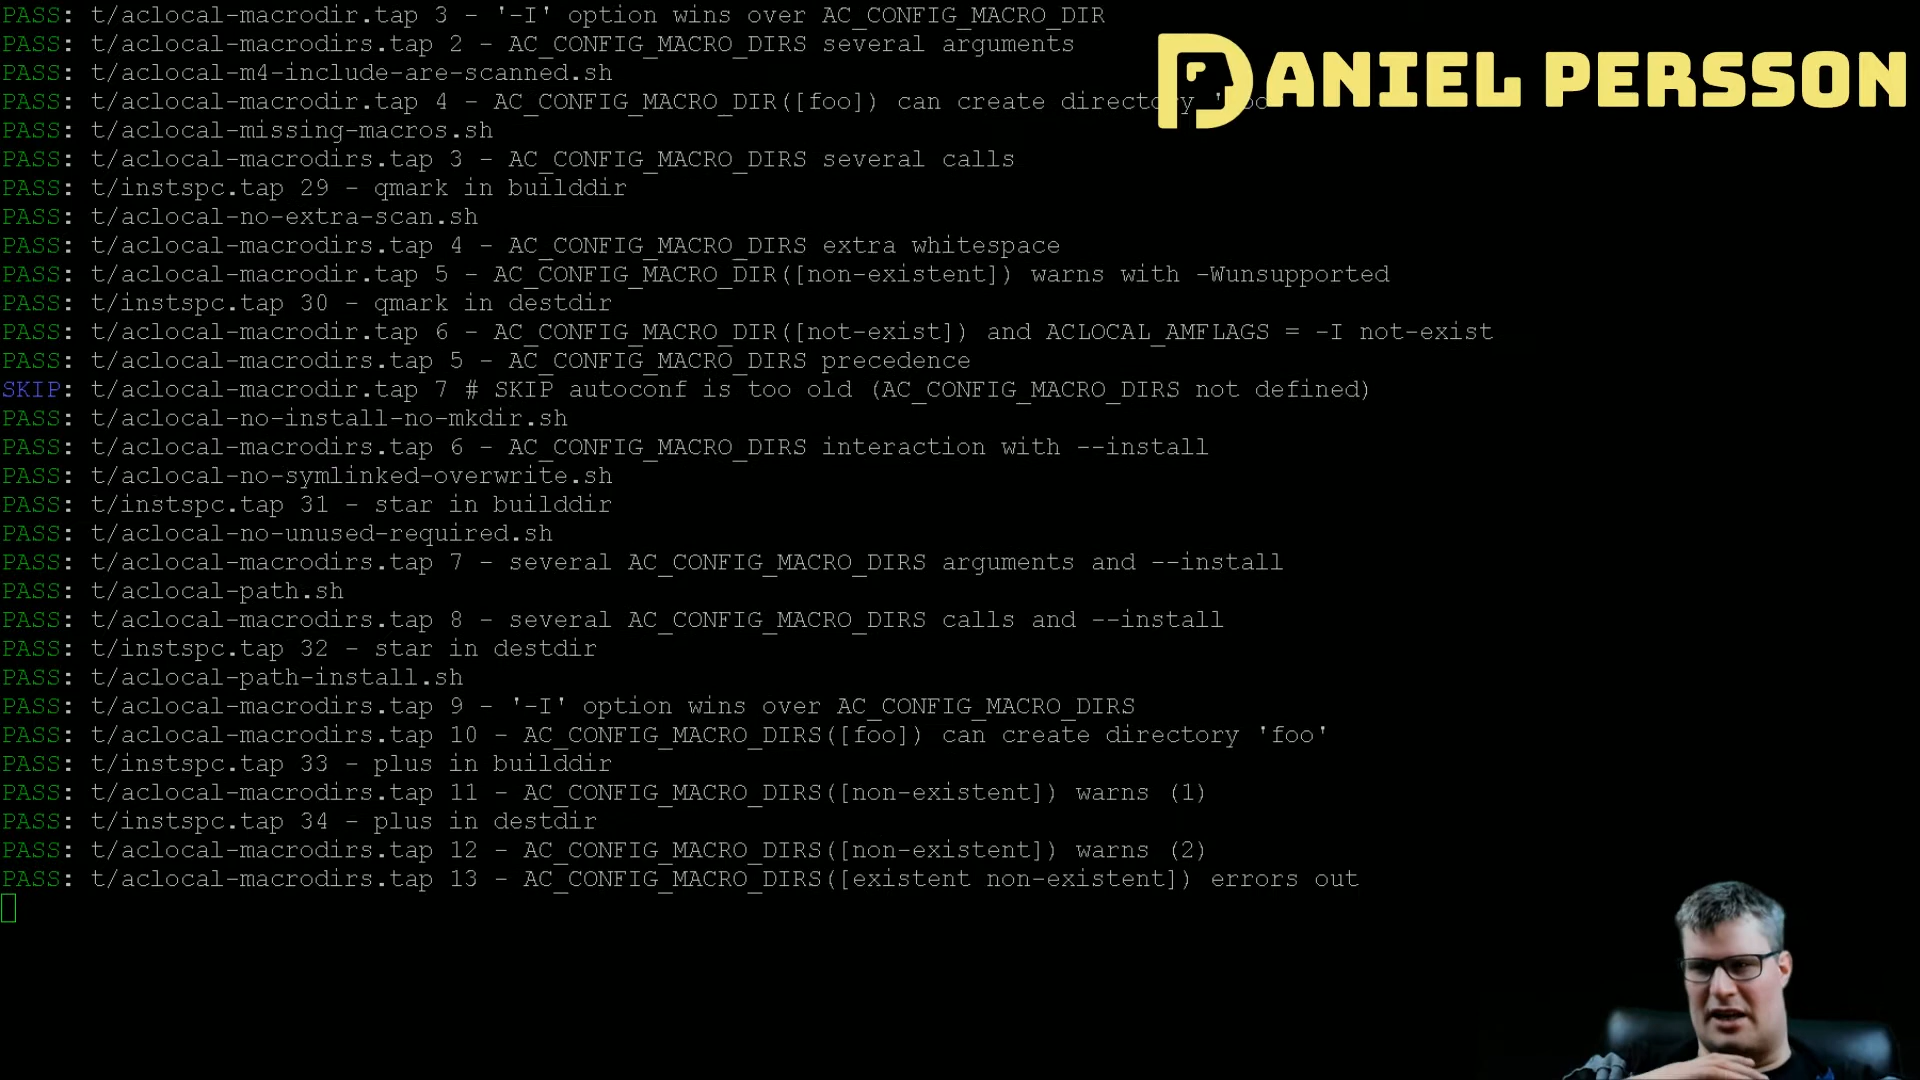 PASS: t/aclocal-macrodir.tap 3 - '-I' option wins over AC_CONFIG_MACRO_DIR
PASS: t/aclocal-macrodirs.tap 2 - AC_CONFIG_MACRO_DIRS several arguments
DANIEL PERSSON
PASS: t/aclocal-m4-include-are-scanned.sh
PASS: t/aclocal-macrodir.tap 4 - AC_CONFIG_MACRO_DIR([foo]) can create directory
PASS: t/aclocal-missing-macros.sh
PASS: t/aclocal-macrodirs.tap 3 - AC_CONFIG_MACRO_DIRS several calls
PASS: t/instspc.tap 29 - qmark in builddir
PASS: t/aclocal-no-extra-scan.sh
PASS: t/aclocal-macrodirs.tap 4 - AC_CONFIG_MACRO_DIRS extra whitespace
PASS: t/aclocal-macrodir.tap 5 - AC_CONFIG_MACRO_DIR([non-existent]) warns with -Wunsupported
PASS: t/instspc.tap 30 - qmark in destdir
PASS: t/aclocal-macrodir.tap 6 - AC_CONFIG_MACRO_DIR([not-exist]) and ACLOCAL_AMFLAGS = -I not-exist
PASS: t/aclocal-macrodirs.tap 5 - AC_CONFIG_MACRO_DIRS precedence
SKIP: t/aclocal-macrodir.tap 7 # SKIP autoconf is too old (AC_CONFIG_MACRO_DIRS not defined)
PASS: t/aclocal-no-install-no-mkdir.sh
PASS: t/aclocal-macrodirs.tap 6 - AC_CONFIG_MACRO_DIRS interaction with --install
PASS: t/aclocal-no-symlinked-overwrite.sh
PASS: t/instspc.tap 31 - star in builddir
PASS: t/aclocal-no-unused-required.sh
PASS: t/aclocal-macrodirs.tap 7 - several AC_CONFIG_MACRO_DIRS arguments and --install
PASS: t/aclocal-path.sh
PASS: t/aclocal-macrodirs.tap 8 - several AC_CONFIG_MACRO_DIRS calls and --install
PASS: t/instspc.tap 32 - star in destdir
PASS: t/aclocal-path-install.sh
PASS: t/aclocal-macrodirs.tap 9 - '-I' option wins over AC_CONFIG_MACRO_DIRS
PASS: t/aclocal-macrodirs.tap 10 - AC_CONFIG_MACRO_DIRS([foo]) can create directory 'foo'
PASS: t/instspc.tap 33 - plus in builddir
PASS: t/aclocal-macrodirs.tap 11 - AC_CONFIG_MACRO_DIRS([non-existent]) warns (1)
PASS: t/instspc.tap 34 - plus in destdir
PASS: t/aclocal-macrodirs.tap 12 - AC_CONFIG_MACRO_DIRS([non-existent]) warns (2)
PASS: t/aclocal-macrodirs.tap 13 - AC_CONFIG_MACRO_DIRS([existent non-existent]) errors out